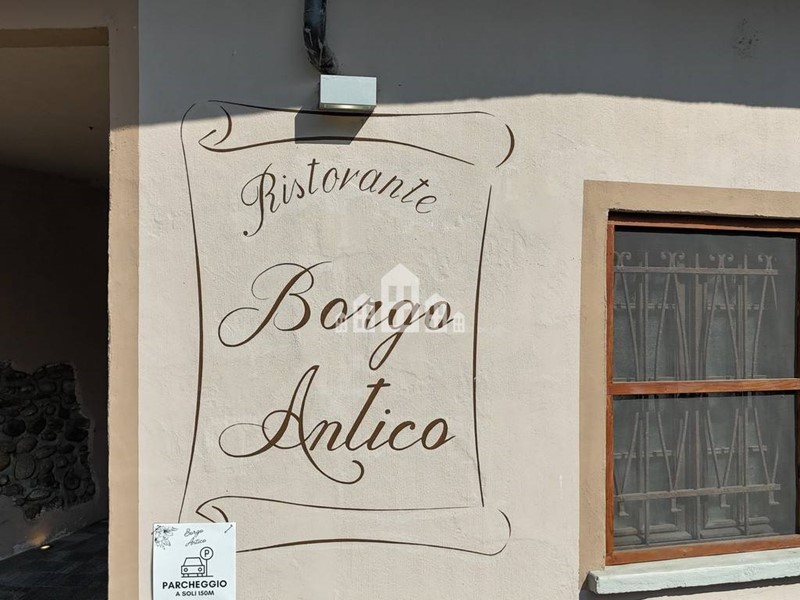 Ristorante
Borgo
Antico
Borgo
Antico
P
PARCHEGGIO
A SOLI 150M